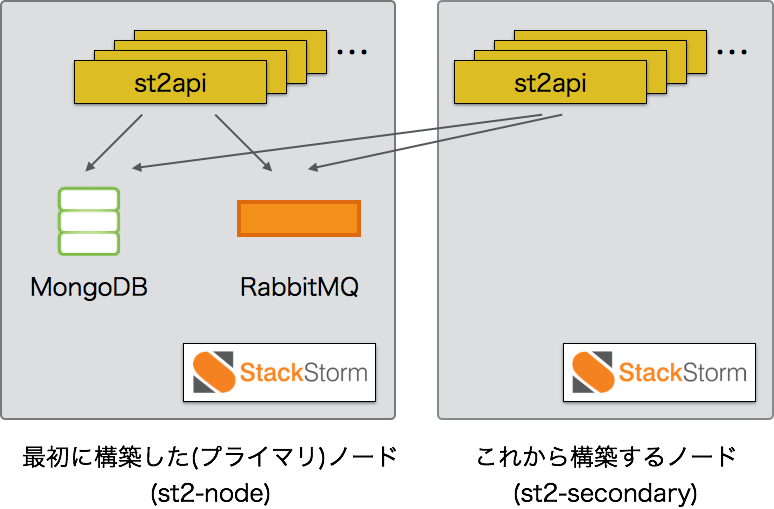 st2api
...
st2api
...
MongoDB
RabbitMQ
StackStorm
StackStorm
最初に構築した(プライマリ)ノード
(st2-node)
これから構築するノード
(st2-secondary)